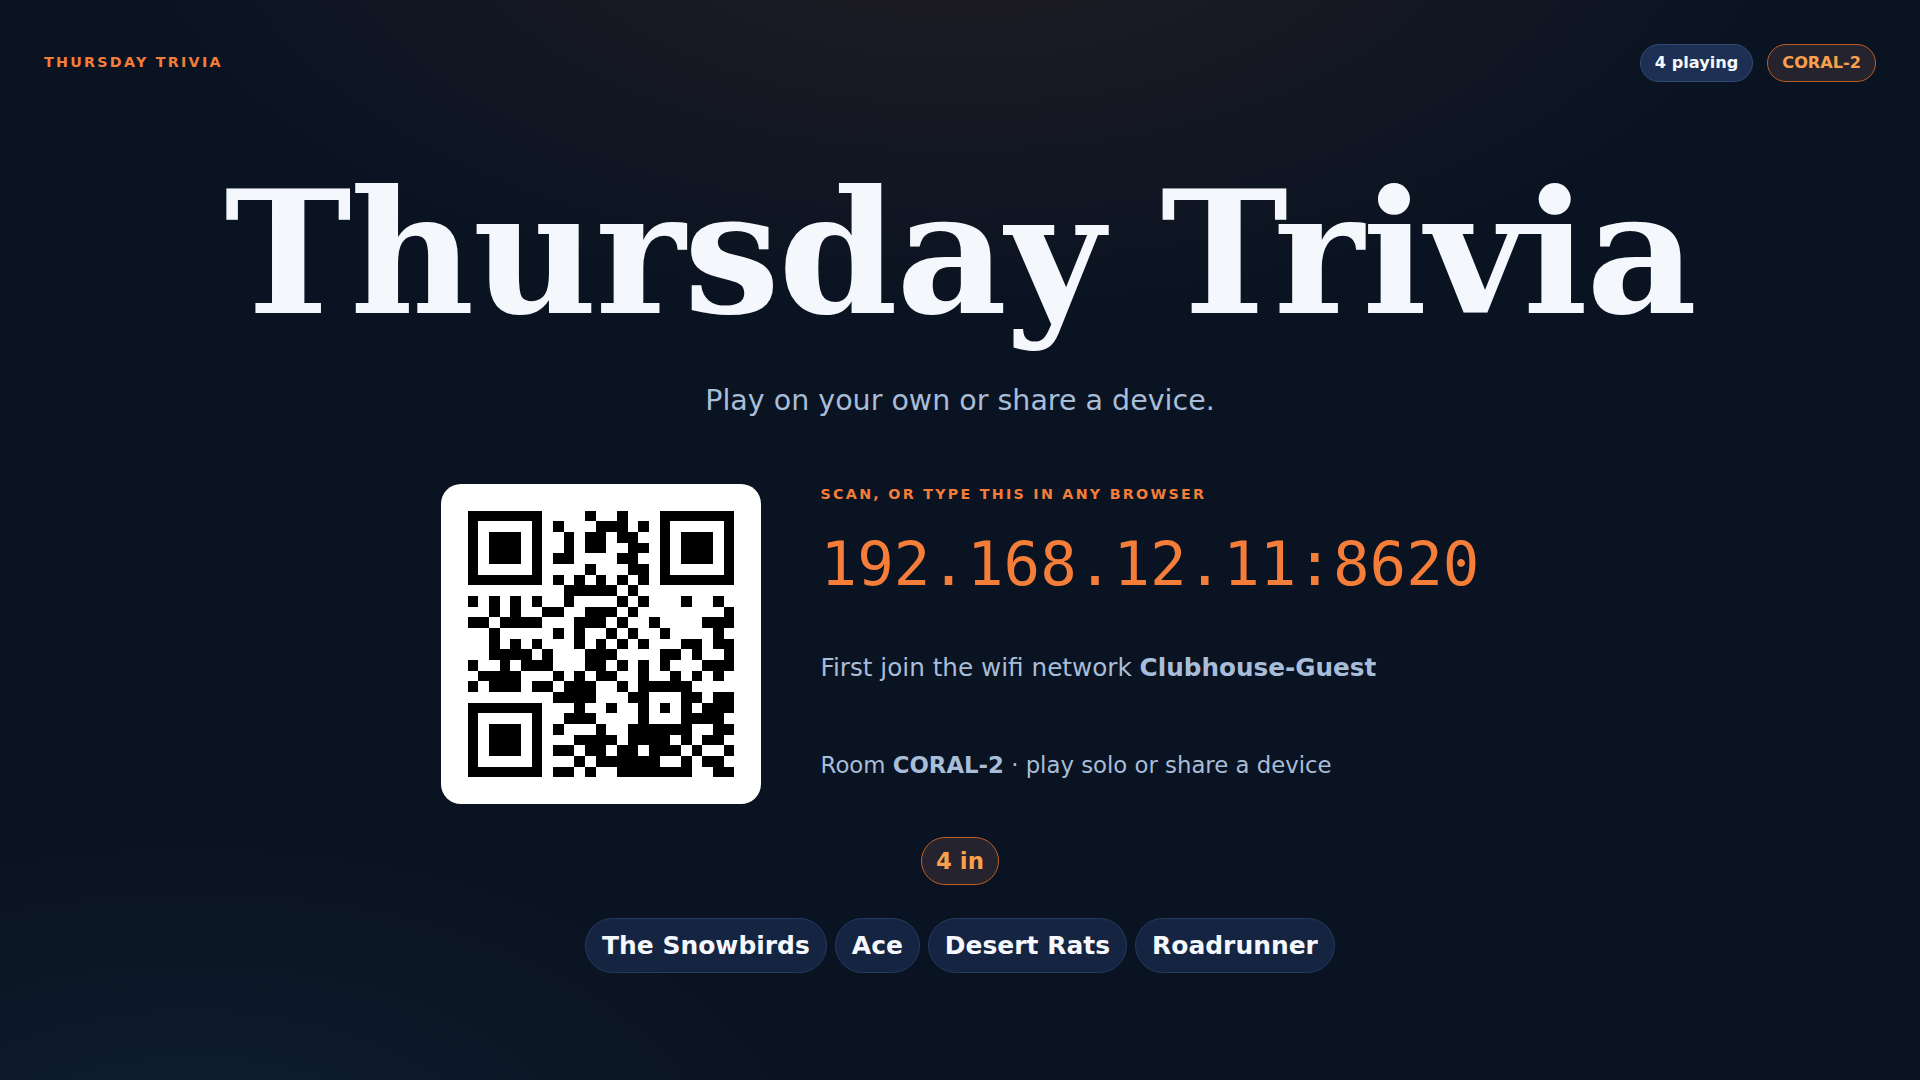 THURSDAY TRIVIA
4 playing
CORAL-2
Thursday Trivia
Play on your own or share a device.
SCAN, OR TYPE THIS IN ANY BROWSER
192.168.12.11:8620
First join the wifi network Clubhouse-Guest
Room CORAL-2 · play solo or share a device
4 in
The Snowbirds
Ace
Desert Rats
Roadrunner